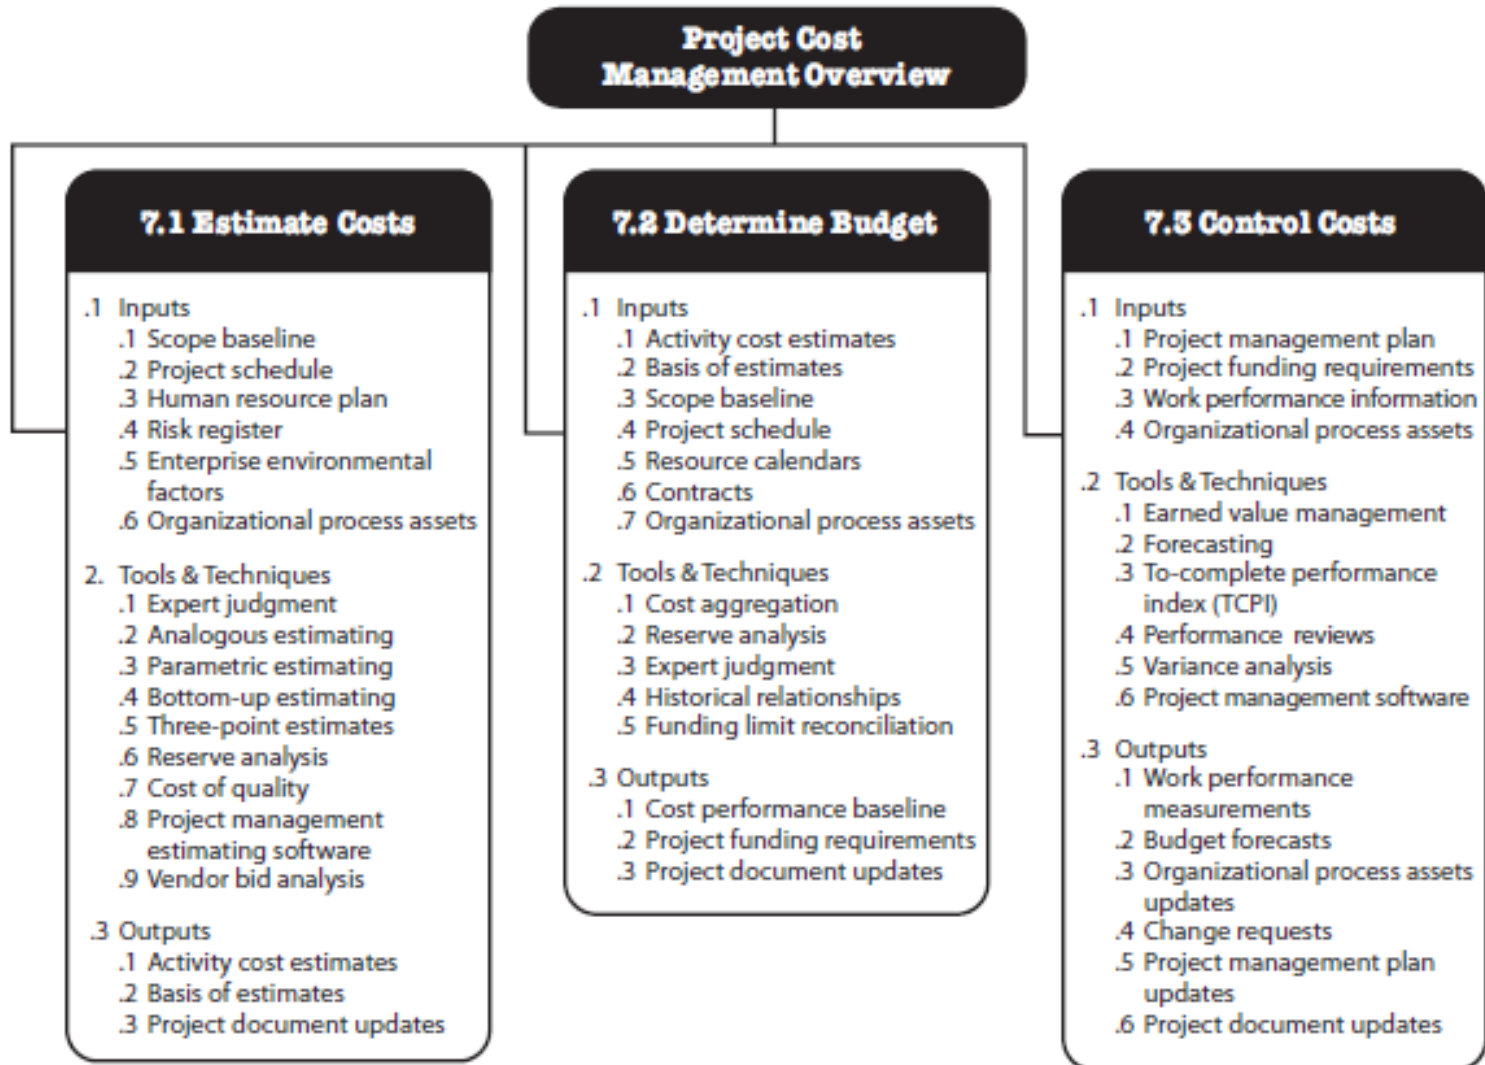 Project Cost
Management Overview
7.1 Estimate Costs
.1 Inputs
.1 Scope baseline
.2 Project schedule
.3 Human resource plan
.4 Risk register
.5 Enterprise environmental
factors
.6 Organizational process assets
2. Tools & Techniques
.1 Expert judgment
.2 Analogous estimating
.3 Parametric estimating
.4 Bottom-up estimating
.5 Three-point estimates
.6 Reserve analysis
.7 Cost of quality
.8 Project management
estimating software
.9 Vendor bid analysis
.3 Outputs
.1 Activity cost estimates
.2 Basis of estimates
.3 Project document updates
7.2 Determine Budget
.1 Inputs
.1 Activity cost estimates
.2 Basis of estimates
.3 Scope baseline
.4 Project schedule
.5 Resource calendars
.6 Contracts
.7 Organizational process assets
.2 Tools & Techniques
.1 Cost aggregation
.2 Reserve analysis
.3 Expert judgment
.4 Historical relationships
.5 Funding limit reconciliation
.3 Outputs
.1 Cost performance baseline
.2 Project funding requirements
.3 Project document updates
7.3 Control Costs
.1 Inputs
.1 Project management plan
.2 Project funding requirements
.3 Work performance information
.4 Organizational process assets
.2 Tools & Techniques
.1 Earned value management
.2 Forecasting
.3 To-complete performance
index (TCPI)
.4 Performance reviews
.5 Variance analysis
.6 Project management software
.3 Outputs
.1 Work performance
measurements
.2 Budget forecasts
.3 Organizational process assets
updates
.4 Change requests
.5 Project management plan
updates
.6 Project document updates